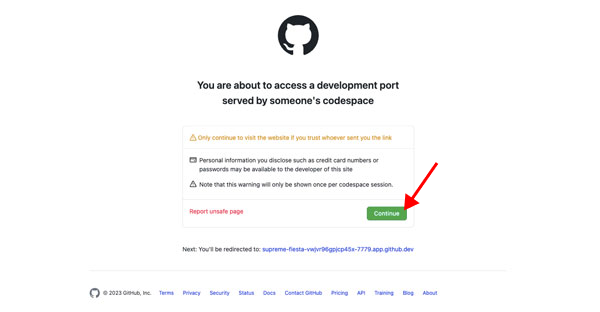 You are about to access a development port
served by someone's codespace
Only continue to visit the website if you trust whoever sent you the link
Personal information you disclose such as credit card numbers or
passwords may be available to the developer of this site
Note that this warning will only be shown once per codespace session.
Report unsafe page
Continue
Next: You'll be redirected to: supreme-fiesta-vwjvr96gpjcp45x-7779.app.github.dev
© 2023 GitHub, Inc. Terms Privacy Security Status Docs Contact GitHub Pricing API Training Blog About